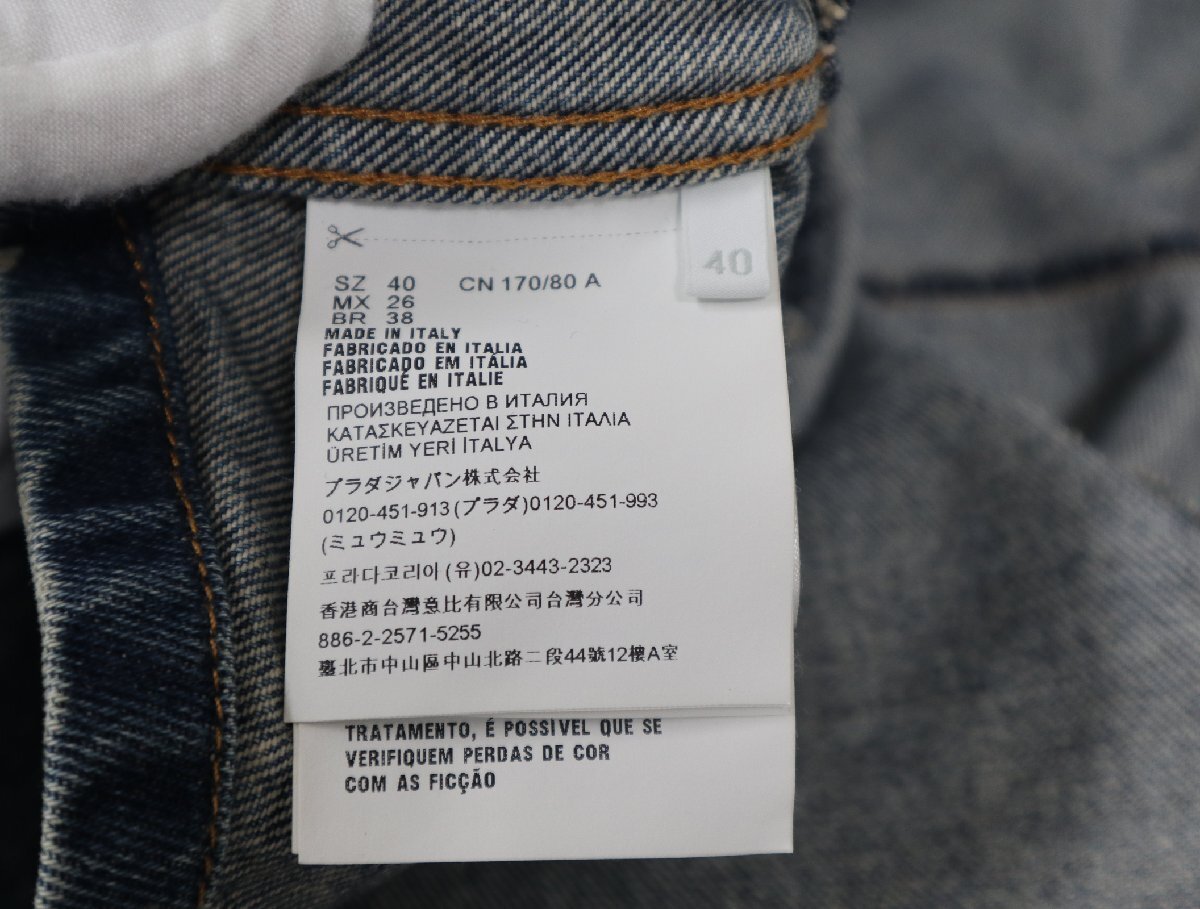 40
SZ 40 CN 170/80 A
MX 26
BR 38
MADE IN ITALY
FABRICADO EN ITALIA
FABRICADO EM ITÁLIA
FABRIQUÉ EN ITALIE
ПРОИЗВЕДЕНО В ИТАЛИЯ
ΚΑΤΑΣΚΕΥΑΖΕΤΑΙ ΣΤΗΝ ΙΤΑΛΙΑ
ÜRETİM YERİ İTALYA
プラダジャパン株式会社
0120-451-913 (プラダ)0120-451-993
(ミュウミュウ)
프라다코리아 (유)02-3443-2323
香港商台灣意比有限公司台灣分公司
886-2-2571-5255
臺北市中山區中山北路二段44號12樓A室
TRATAMENTO, É POSSIVEL QUE SE
VERIFIQUEM PERDAS DE COR
COM AS FICÇÃO